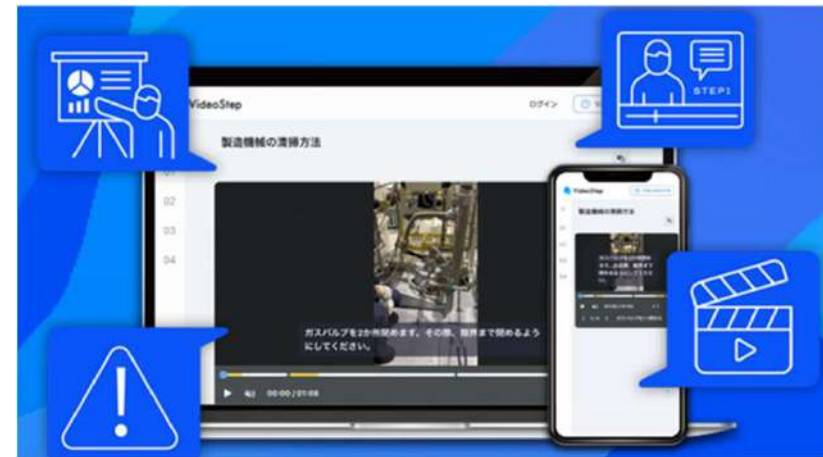 VideoStep
ログイン
製造機械の清掃方法
02
03
04
ガスバルブを2か所閉めます。その際、限界まで閉めるよう
にしてください。
00:00/01:08
STEP1
VideoStep
製造機械の清掃方法